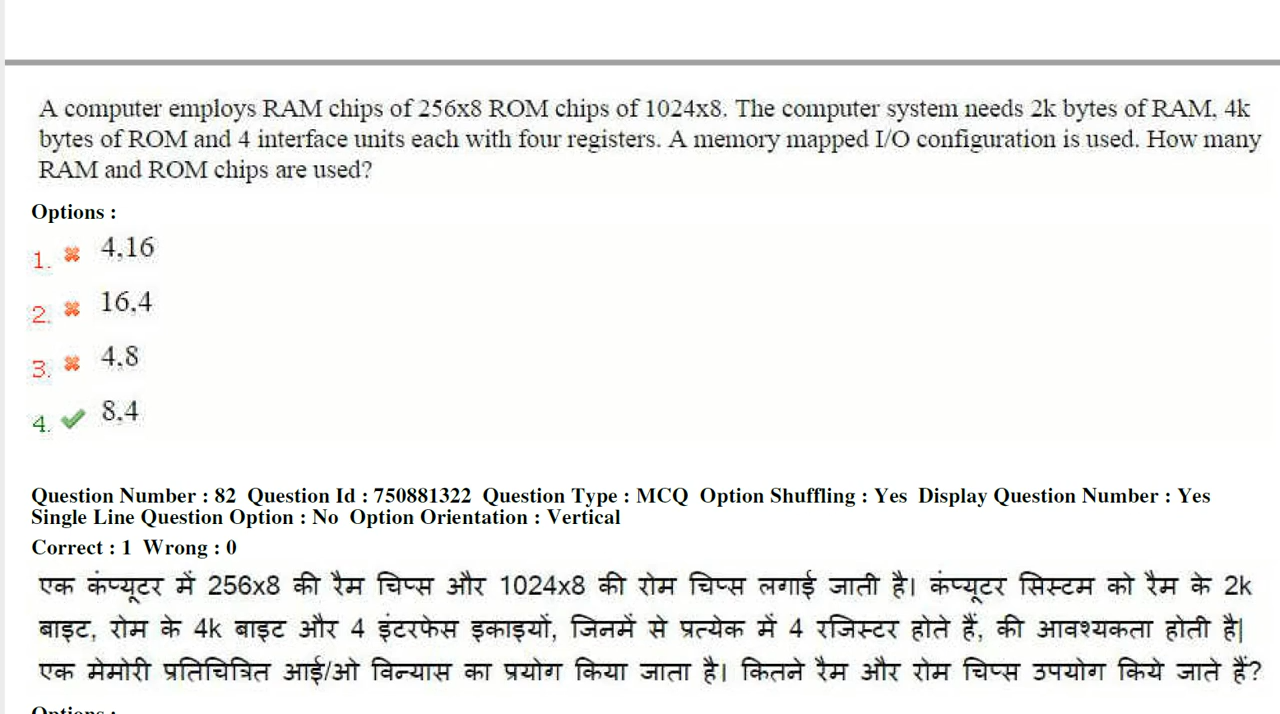 A computer employs RAM chips of 256x8 ROM chips of 1024x8. The computer system needs 2k bytes of RAM, 4k
bytes of ROM and 4 interface units each with four registers. A memory mapped I/O configuration is used. How many
RAM and ROM chips are used?
Options :
1. 4,16
2. 16,4
3. 4,8
4. 8,4
Question Number : 82 Question Id : 750881322 Question Type : MCQ Option Shuffling : Yes Display Question Number : Yes
Single Line Question Option : No Option Orientation : Vertical
Correct : 1 Wrong : 0
एक कंप्यूटर में 256x8 की रैम चिप्स और 1024x8 की रोम चिप्स लगाई जाती है। कंप्यूटर सिस्टम को रैम के 2k
बाइट, रोम के 4k बाइट और 4 इंटरफेस इकाइयों, जिनमें से प्रत्येक में 4 रजिस्टर होते हैं, की आवश्यकता होती है|
एक मेमोरी प्रतिचित्रित आई/ओ विन्यास का प्रयोग किया जाता है। कितने रैम और रोम चिप्स उपयोग किये जाते हैं?
Options :